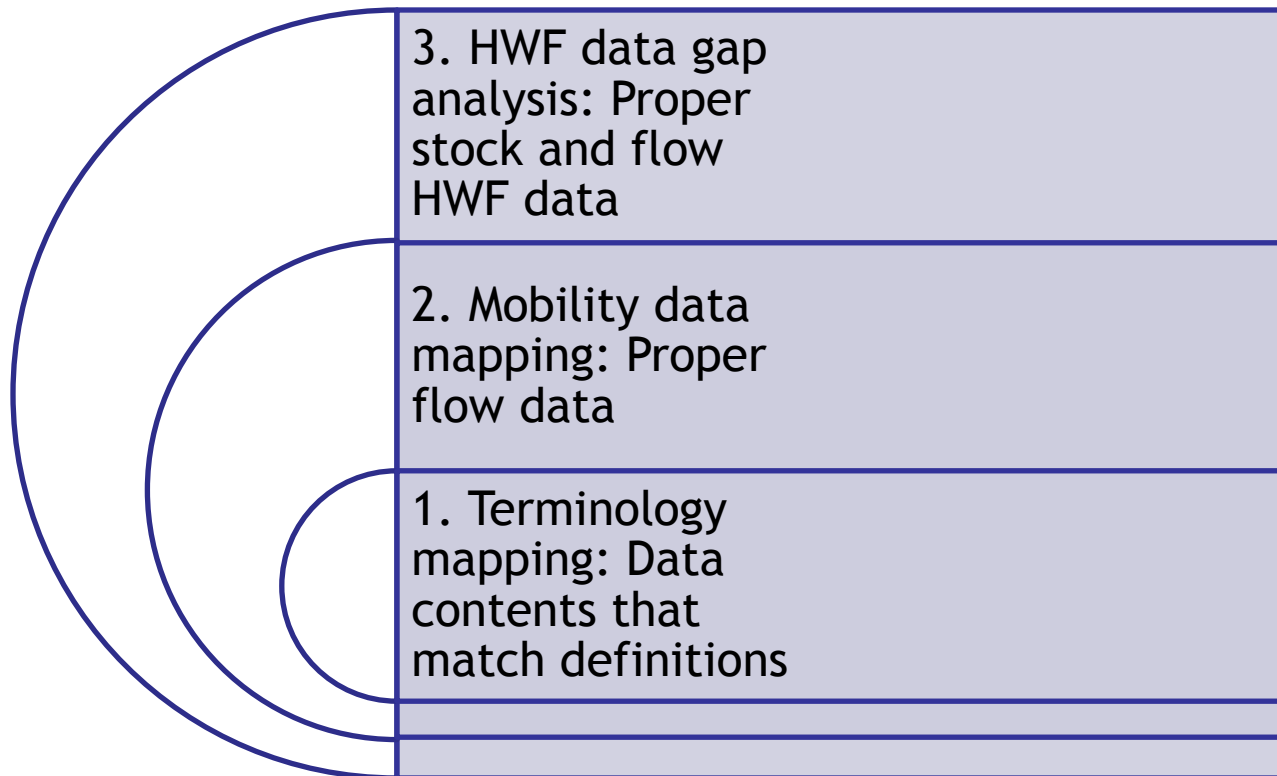 3. HWF data gap
analysis: Proper
stock and flow
HWF data
2. Mobility data
mapping: Proper
flow data
1. Terminology
mapping: Data
contents that
match definitions